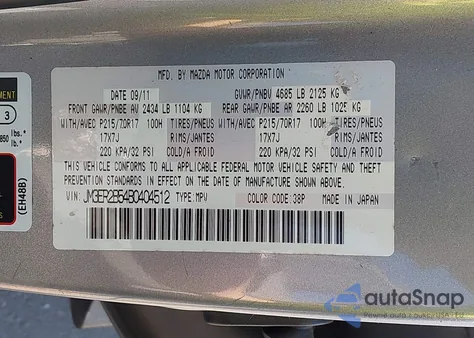 MFD. BY MAZDA MOTOR CORPORATION
DATE 09/11 GVWR/PNBV 4685 LB 2125 KG
FRONT GAWR/PNBE AV 2434 LB 1104 KG REAR GAWR/PNBE AR 2260 LB 1025 KG
WITH/AVEC P215/70R17 100H TIRES/PNEUS WITH/AVEC P215/70R17 100H TIRES/PNEUS
17X7J RIMS/JANTES 17X7J RIMS/JANTES
220 KPA/32 PSI COLD/A FROID 220 KPA/32 PSI COLD/A FROID
THIS VEHICLE CONFORMS TO ALL APPLICABLE FEDERAL MOTOR VEHICLE SAFETY AND THEFT
PREVENTION STANDARDS IN EFFECT ON THE DATE OF MANUFACTURE SHOWN ABOVE.
VIN: JM3ER2B54B0404512 TYPE: MPV COLOR CODE: 38P MADE IN JAPAN
(EH48B)
3
850 lbs.
autoSnap